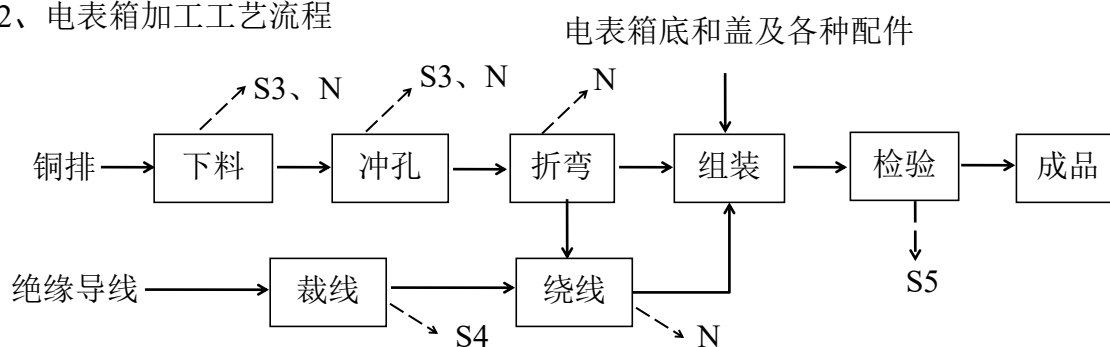 2、电表箱加工工艺流程
电表箱底和盖及各种配件
S3、N
S3、N
N
铜排
下料
冲孔
折弯
组装
检验
成品
绝缘导线
裁线
绕线
S5
S4
N